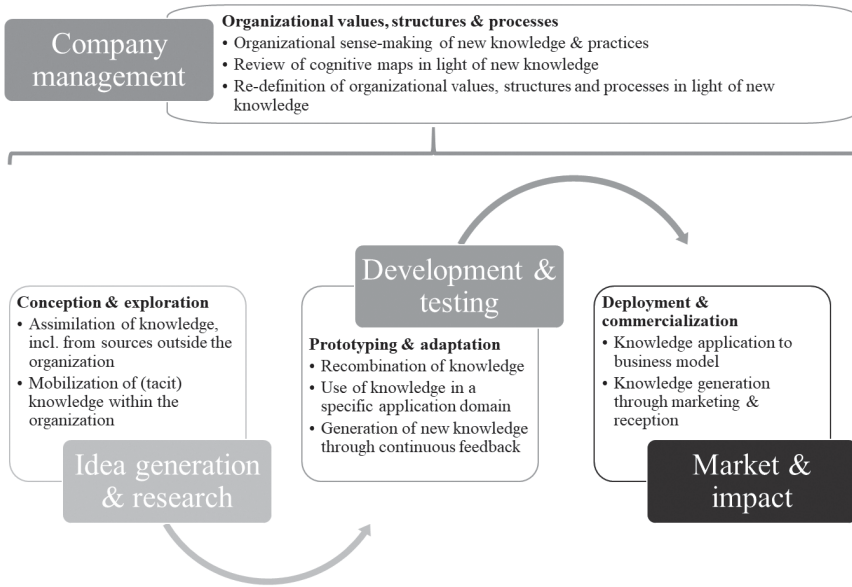 Company
management
Organizational values, structures & processes
• Organizational sense-making of new knowledge & practices
• Review of cognitive maps in light of new knowledge
• Re-definition of organizational values, structures and processes in light of new
knowledge
Conception & exploration
• Assimilation of knowledge,
incl. from sources outside the
organization
• Mobilization of (tacit)
knowledge within the
organization
Idea generation
& research
Development &
testing
Prototyping & adaptation
• Recombination of knowledge
• Use of knowledge in a
specific application domain
• Generation of new knowledge
through continuous feedback
Deployment &
commercialization
• Knowledge application to
business model
• Knowledge generation
through marketing &
reception
Market &
impact